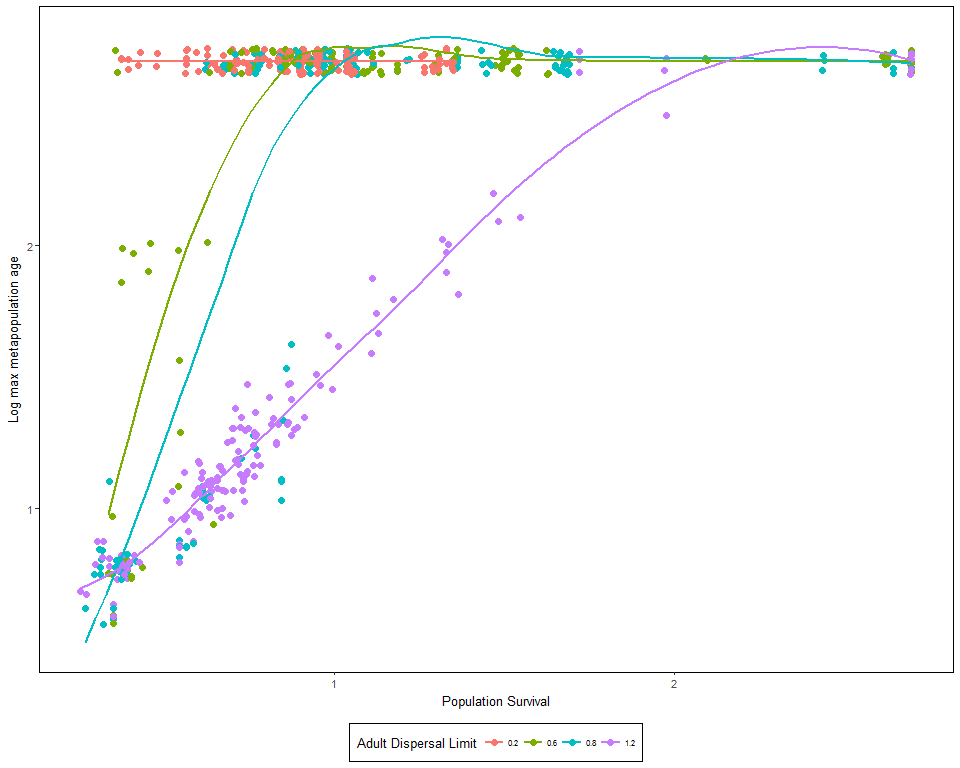 Log max metapopulation age
2
1
1 2
Population Survival
Adult Dispersal Limit 0.2 0.6 0.8 1.2